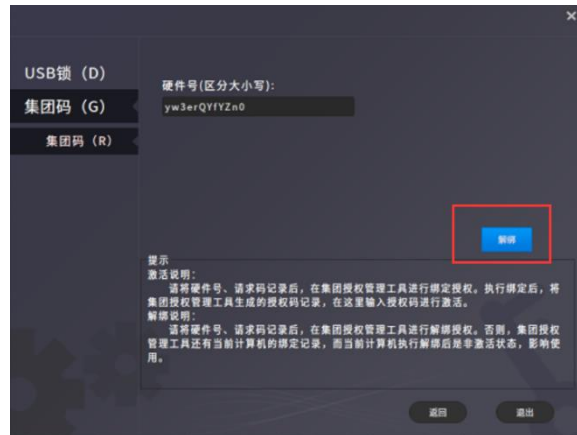 ×
USB锁（D）
集团码（G）
集团码（R）
硬件号(区分大小写):
yw3erQYfYZn0
解绑
提示
激活说明:
请将硬件号、请求码记录后，在集团授权管理工具进行绑定授权。执行绑定后，将
集团授权管理工具生成的授权码记录，在这里输入授权码进行激活。
解绑说明:
请将硬件号、请求码记录后，在集团授权管理工具进行解绑授权。否则，集团授权
管理工具还有当前计算机的绑定记录，而当前计算机执行解绑后是非激活状态，影响使
用。
返回
退出